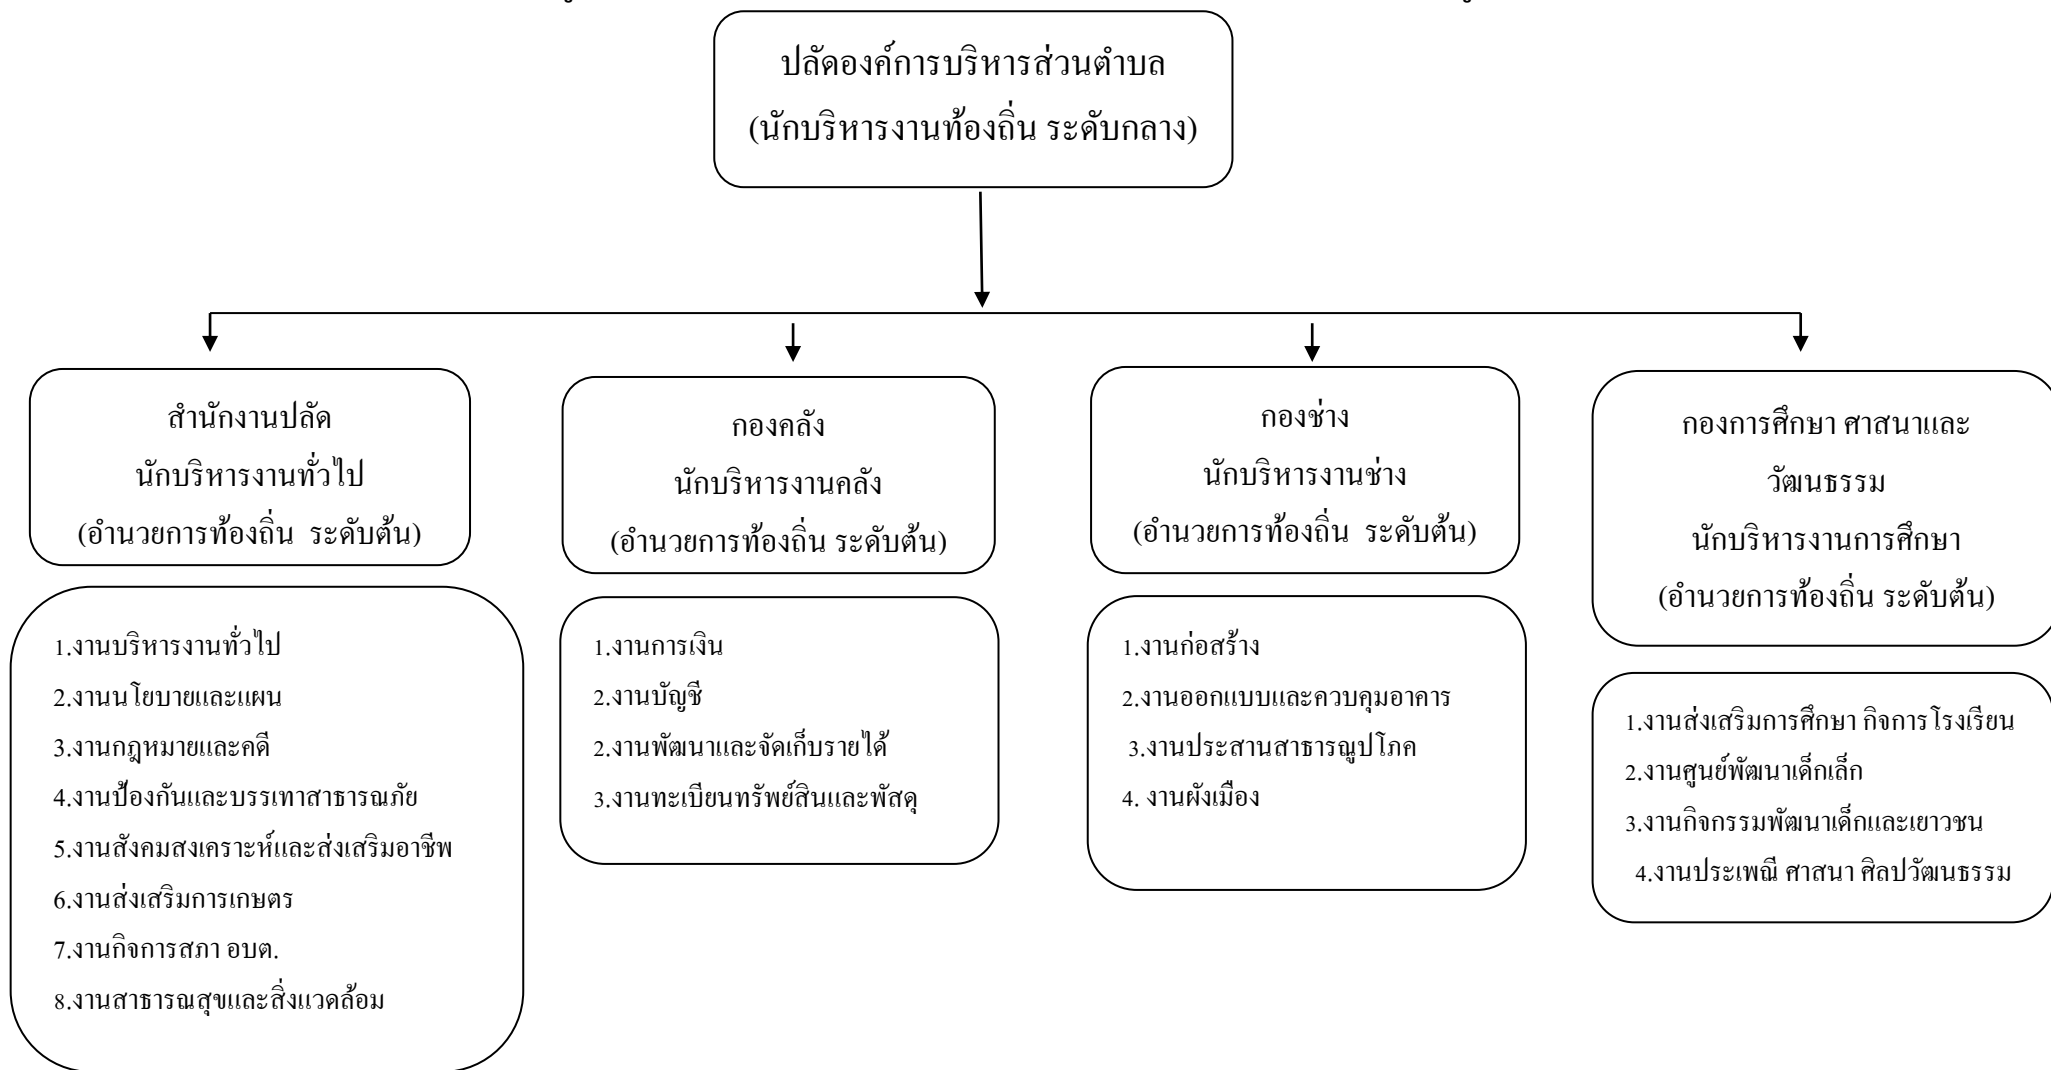 ปลัดองค์การบริหารส่วนตำบล
(นักบริหารงานท้องถิ่น ระดับกลาง)
สำนักงานปลัด
นักบริหารงานทั่วไป
(อำนวยการท้องถิ่น ระดับต้น)
กองคลัง
นักบริหารงานคลัง
(อำนวยการท้องถิ่น ระดับต้น)
กองช่าง
นักบริหารงานช่าง
(อำนวยการท้องถิ่น ระดับต้น)
กองการศึกษา ศาสนาและ
วัฒนธรรม
นักบริหารงานการศึกษา
(อำนวยการท้องถิ่น ระดับต้น)
1.งานบริหารงานทั่วไป
2.งานนโยบายและแผน
3.งานกฎหมายและคดี
4.งานป้องกันและบรรเทาสาธารณภัย
5.งานสังคมสงเคราะห์และส่งเสริมอาชีพ
6.งานส่งเสริมการเกษตร
7.งานกิจการสภา อบต.
8.งานสาธารณสุขและสิ่งแวดล้อม
1.งานการเงิน
2.งานบัญชี
2.งานพัฒนาและจัดเก็บรายได้
3.งานทะเบียนทรัพย์สินและพัสดุ
1.งานก่อสร้าง
2.งานออกแบบและควบคุมอาคาร
3.งานประสานสาธารณูปโภค
4. งานผังเมือง
1.งานส่งเสริมการศึกษา กิจการโรงเรียน
2.งานศูนย์พัฒนาเด็กเล็ก
3.งานกิจกรรมพัฒนาเด็กและเยาวชน
4.งานประเพณี ศาสนา ศิลปวัฒนธรรม